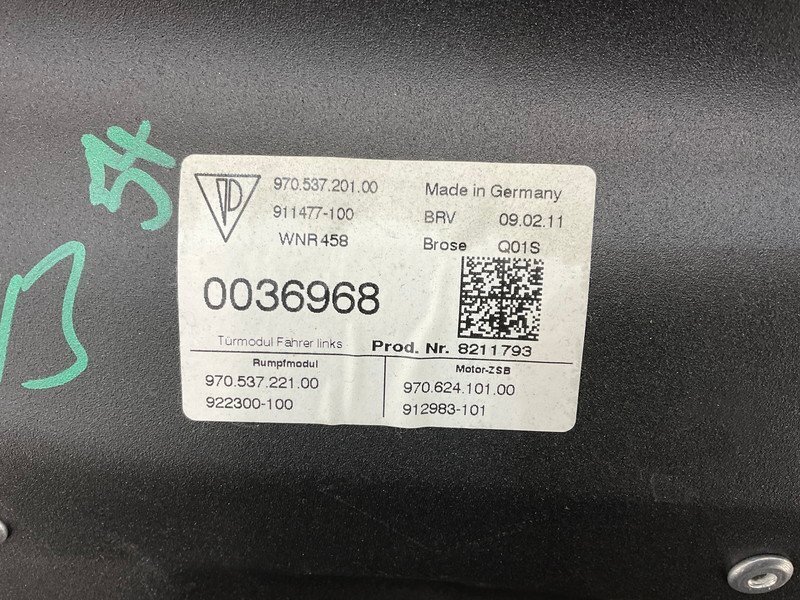 54
970.537.201.00
911477-100
WNR 458
Made in Germany
BRV 09.02.11
Brose Q01S
0036968
Türmodul Fahrer links
Prod. Nr. 8211793
Rumpfmodul
970.537.221.00
922300-100
Motor-ZSB
970.624.101.00
912983-101